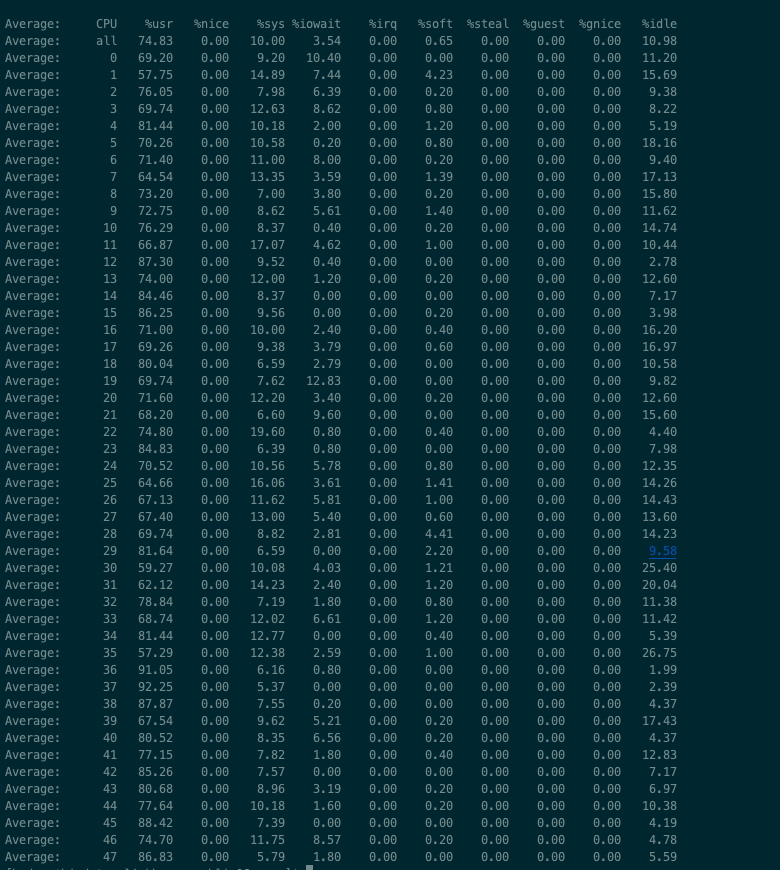 Average: CPU %usr %nice %sys %iowait %irq %soft %steal %guest %gnice %idle
Average: all 74.83 0.00 10.00 3.54 0.00 0.65 0.00 0.00 0.00 10.98
Average: 0 69.20 0.00 9.20 10.40 0.00 0.00 0.00 0.00 0.00 11.20
Average: 1 57.75 0.00 14.89 7.44 0.00 4.23 0.00 0.00 0.00 15.69
Average: 2 76.05 0.00 7.98 6.39 0.00 0.20 0.00 0.00 0.00 9.38
Average: 3 69.74 0.00 12.63 8.62 0.00 0.80 0.00 0.00 0.00 8.22
Average: 4 81.44 0.00 10.18 2.00 0.00 1.20 0.00 0.00 0.00 5.19
Average: 5 70.26 0.00 10.58 0.20 0.00 0.80 0.00 0.00 0.00 18.16
Average: 6 71.40 0.00 11.00 8.00 0.00 0.20 0.00 0.00 0.00 9.40
Average: 7 64.54 0.00 13.35 3.59 0.00 1.39 0.00 0.00 0.00 17.13
Average: 8 73.20 0.00 7.00 3.80 0.00 0.20 0.00 0.00 0.00 15.80
Average: 9 72.75 0.00 8.62 5.61 0.00 1.40 0.00 0.00 0.00 11.62
Average: 10 76.29 0.00 8.37 0.40 0.00 0.20 0.00 0.00 0.00 14.74
Average: 11 66.87 0.00 17.07 4.62 0.00 1.00 0.00 0.00 0.00 10.44
Average: 12 87.30 0.00 9.52 0.40 0.00 0.00 0.00 0.00 0.00 2.78
Average: 13 74.00 0.00 12.00 1.20 0.00 0.20 0.00 0.00 0.00 12.60
Average: 14 84.46 0.00 8.37 0.00 0.00 0.00 0.00 0.00 0.00 7.17
Average: 15 86.25 0.00 9.56 0.00 0.00 0.20 0.00 0.00 0.00 3.98
Average: 16 71.00 0.00 10.00 2.40 0.00 0.40 0.00 0.00 0.00 16.20
Average: 17 69.26 0.00 9.38 3.79 0.00 0.60 0.00 0.00 0.00 16.97
Average: 18 80.04 0.00 6.59 2.79 0.00 0.00 0.00 0.00 0.00 10.58
Average: 19 69.74 0.00 7.62 12.83 0.00 0.00 0.00 0.00 0.00 9.82
Average: 20 71.60 0.00 12.20 3.40 0.00 0.20 0.00 0.00 0.00 12.60
Average: 21 68.20 0.00 6.60 9.60 0.00 0.00 0.00 0.00 0.00 15.60
Average: 22 74.80 0.00 19.60 0.80 0.00 0.40 0.00 0.00 0.00 4.40
Average: 23 84.83 0.00 6.39 0.80 0.00 0.00 0.00 0.00 0.00 7.98
Average: 24 70.52 0.00 10.56 5.78 0.00 0.80 0.00 0.00 0.00 12.35
Average: 25 64.66 0.00 16.06 3.61 0.00 1.41 0.00 0.00 0.00 14.26
Average: 26 67.13 0.00 11.62 5.81 0.00 1.00 0.00 0.00 0.00 14.43
Average: 27 67.40 0.00 13.00 5.40 0.00 0.60 0.00 0.00 0.00 13.60
Average: 28 69.74 0.00 8.82 2.81 0.00 4.41 0.00 0.00 0.00 14.23
Average: 29 81.64 0.00 6.59 0.00 0.00 2.20 0.00 0.00 0.00 9.58
Average: 30 59.27 0.00 10.08 4.03 0.00 1.21 0.00 0.00 0.00 25.40
Average: 31 62.12 0.00 14.23 2.40 0.00 1.20 0.00 0.00 0.00 20.04
Average: 32 78.84 0.00 7.19 1.80 0.00 0.80 0.00 0.00 0.00 11.38
Average: 33 68.74 0.00 12.02 6.61 0.00 1.20 0.00 0.00 0.00 11.42
Average: 34 81.44 0.00 12.77 0.00 0.00 0.40 0.00 0.00 0.00 5.39
Average: 35 57.29 0.00 12.38 2.59 0.00 1.00 0.00 0.00 0.00 26.75
Average: 36 91.05 0.00 6.16 0.80 0.00 0.00 0.00 0.00 0.00 1.99
Average: 37 92.25 0.00 5.37 0.00 0.00 0.00 0.00 0.00 0.00 2.39
Average: 38 87.87 0.00 7.55 0.20 0.00 0.00 0.00 0.00 0.00 4.37
Average: 39 67.54 0.00 9.62 5.21 0.00 0.20 0.00 0.00 0.00 17.43
Average: 40 80.52 0.00 8.35 6.56 0.00 0.20 0.00 0.00 0.00 4.37
Average: 41 77.15 0.00 7.82 1.80 0.00 0.40 0.00 0.00 0.00 12.83
Average: 42 85.26 0.00 7.57 0.00 0.00 0.00 0.00 0.00 0.00 7.17
Average: 43 80.68 0.00 8.96 3.19 0.00 0.20 0.00 0.00 0.00 6.97
Average: 44 77.64 0.00 10.18 1.60 0.00 0.20 0.00 0.00 0.00 10.38
Average: 45 88.42 0.00 7.39 0.00 0.00 0.00 0.00 0.00 0.00 4.19
Average: 46 74.70 0.00 11.75 8.57 0.00 0.20 0.00 0.00 0.00 4.78
Average: 47 86.83 0.00 5.79 1.80 0.00 0.00 0.00 0.00 0.00 5.59